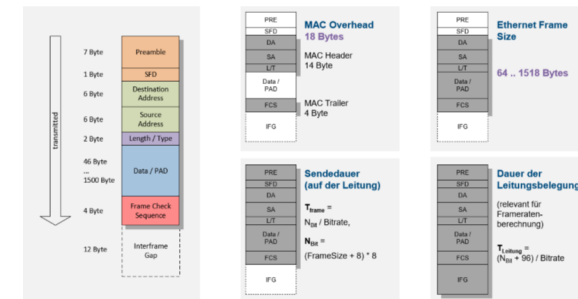 transmitted
7 Byte
Preamble
1 Byte
SFD
6 Byte
Destination
Address
6 Byte
Source
Address
2 Byte
Length / Type
46 Byte
...
1500 Byte
Data / PAD
4 Byte
Frame Check
Sequence
12 Byte
Interframe
Gap
PRE
SFD
DA
SA
L/T
Data /
PAD
FCS
IFG
MAC Overhead
18 Bytes
MAC Header
14 Byte
MAC Trailer
4 Byte
PRE
SFD
DA
SA
L/T
Data /
PAD
FCS
IFG
Ethernet Frame
Size
64 .. 1518 Bytes
PRE
SFD
DA
SA
L/T
Data /
PAD
FCS
IFG
Sendedauer
(auf der Leitung)
T frame =
N Bit / Bitrate,
N Bit =
(FrameSize + 8) * 8
PRE
SFD
DA
SA
L/T
Data /
PAD
FCS
IFG
Dauer der
Leitungsbelegung
(relevant für
Frameraten-
berechnung)
T Leitung =
(N Bit + 96) / Bitrate